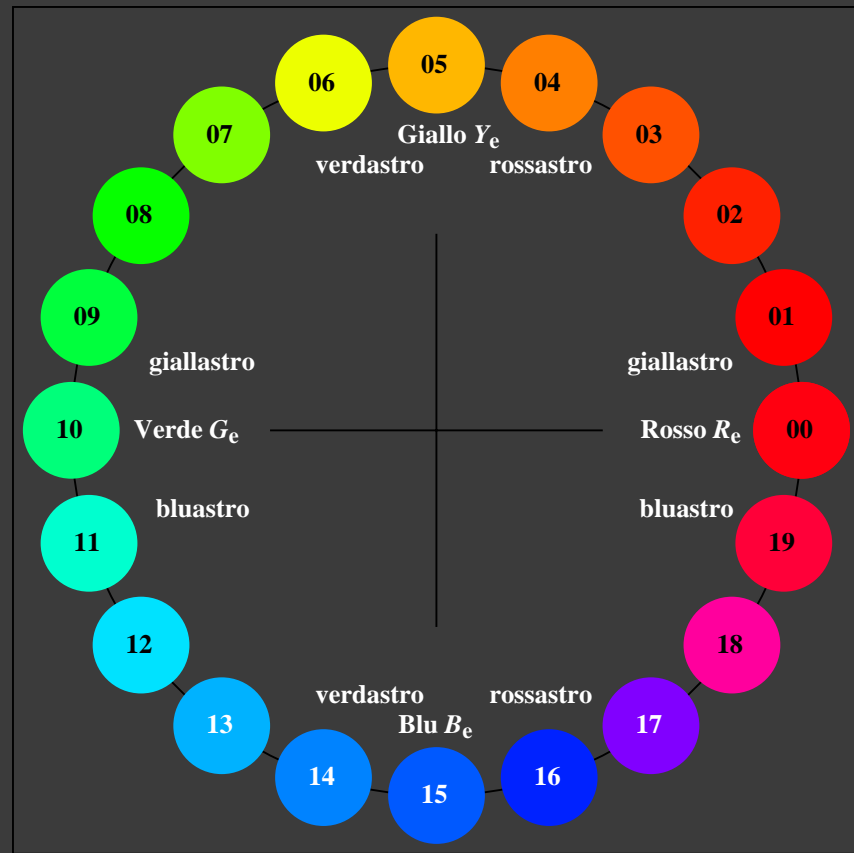 05
06
04
07
Giallo Ye
03
verdastro
rossastro
08
02
09
01
giallastro
giallastro
10
Verde Ge
Rosso Re
00
bluastro
bluastro
11
19
12
18
verdastro
rossastro
13
Blu Be
17
14
16
15